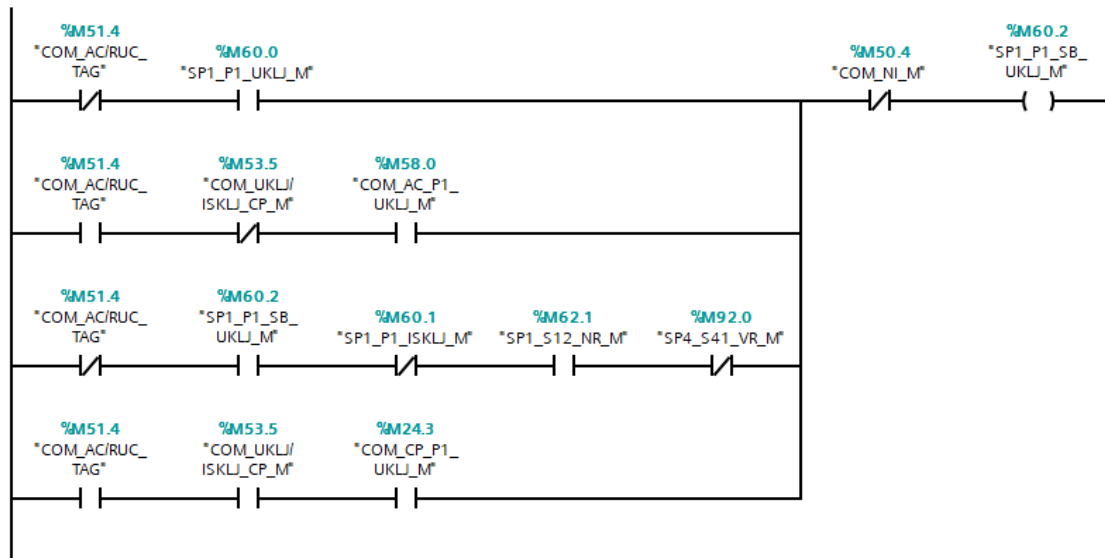 %M51.4
"COM_AC/RUC_
TAG"
%M60.0
"SP1_P1_UKLJ_M"
%M50.4
"COM_NI_M"
%M60.2
"SP1_P1_SB_
UKLJ_M"
%M51.4
"COM_AC/RUC_
TAG"
%M53.5
"COM_UKLJ/
ISKLJ_CP_M"
%M58.0
"COM_AC_P1_
UKLJ_M"
%M51.4
"COM_AC/RUC_
TAG"
%M60.2
"SP1_P1_SB_
UKLJ_M"
%M60.1
"SP1_P1_ISKLJ_M"
%M62.1
"SP1_S12_NR_M"
%M92.0
"SP4_S41_VR_M"
%M51.4
"COM_AC/RUC_
TAG"
%M53.5
"COM_UKLJ/
ISKLJ_CP_M"
%M24.3
"COM_CP_P1_
UKLJ_M"